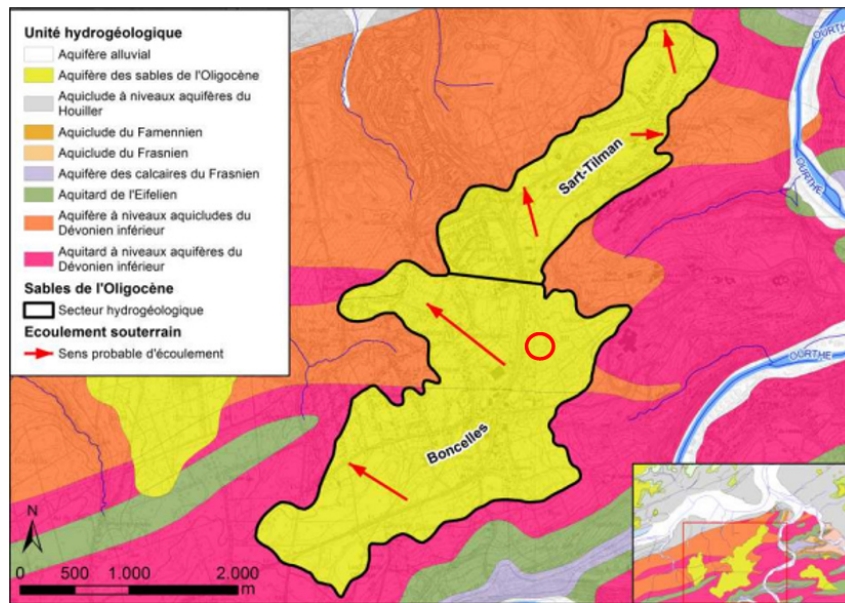 Unité hydrogéologique
Aquifère alluvial
Aquifère des sables de l'Oligocène
Aquiclude à niveaux aquifères du
Houiller
Aquiclude du Famennien
Aquiclude du Frasnien
Aquifère des calcaires du Frasnien
Aquitard de l'Eifelien
Aquifère à niveaux aquicludes du
Dévonien inférieur
Aquitard à niveaux aquifères du
Dévonien inférieur
Sables de l'Oligocène
Secteur hydrogéologique
Ecoulement souterrain
Sens probable d'écoulement
Sart-Tilman
Boncelles
OURTHE
OURTHE
OURTHE
N
0 500 1.000 2.000
m